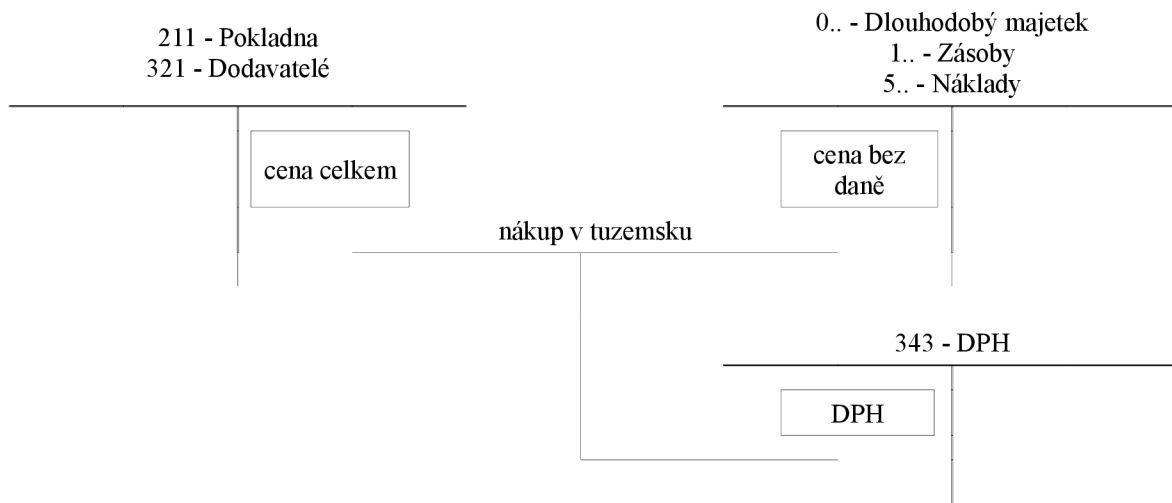 211 - Pokladna
321 - Dodavatelé
0.. - Dlouhodobý majetek
1.. - Zásoby
5.. - Náklady
cena celkem
cena bez
daně
nákup v tuzemsku
343 - DPH
DPH